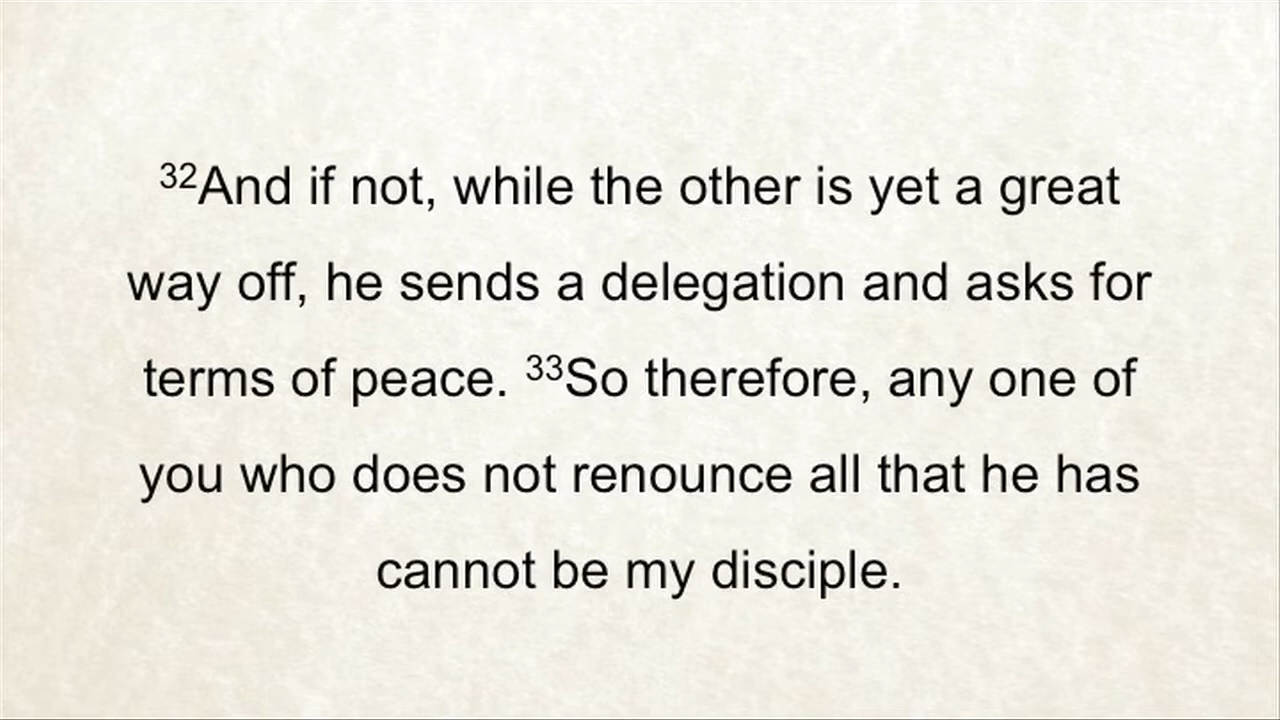 ³²And if not, while the other is yet a great
way off, he sends a delegation and asks for
terms of peace. ³³So therefore, any one of
you who does not renounce all that he has
cannot be my disciple.